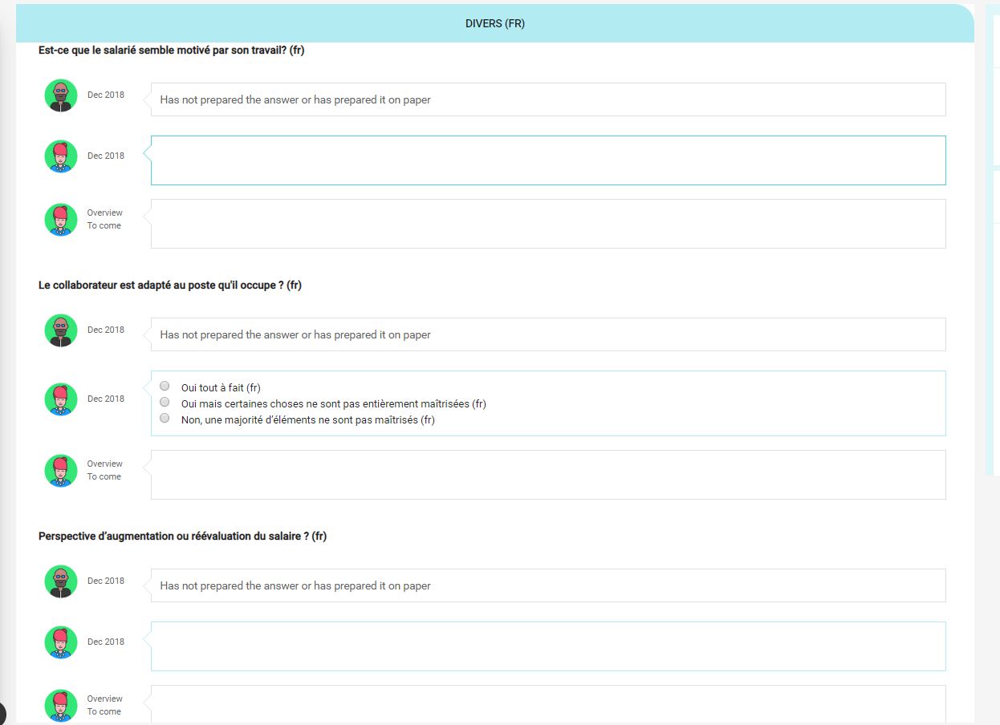 DIVERS (FR)
Est-ce que le salarié semble motivé par son travail? (fr)
Dec 2018
Has not prepared the answer or has prepared it on paper
Dec 2018
Overview
To come
Le collaborateur est adapté au poste qu'il occupe ? (fr)
Dec 2018
Has not prepared the answer or has prepared it on paper
Dec 2018
Oui tout à fait (fr)
Oui mais certaines choses ne sont pas entièrement maîtrisées (fr)
Non, une majorité d’éléments ne sont pas maîtrisés (fr)
Overview
To come
Perspective d’augmentation ou réévaluation du salaire ? (fr)
Dec 2018
Has not prepared the answer or has prepared it on paper
Dec 2018
Overview
To come